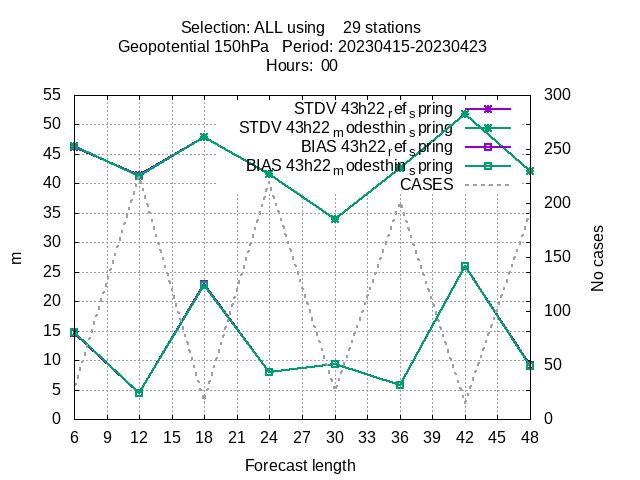 Selection: ALL using    29 stations
Geopotential 150hPa   Period: 20230415-20230423
Hours:  00
STDV 43h22_ref_spring
STDV 43h22_modesthin_spring
BIAS 43h22_ref_spring
BIAS 43h22_modesthin_spring
CASES
55
50
45
40
35
30
25
20
15
10
5
0
m
300
250
200
150
100
50
0
No cases
6 9 12 15 18 21 24 27 30 33 36 39 42 45 48
Forecast length